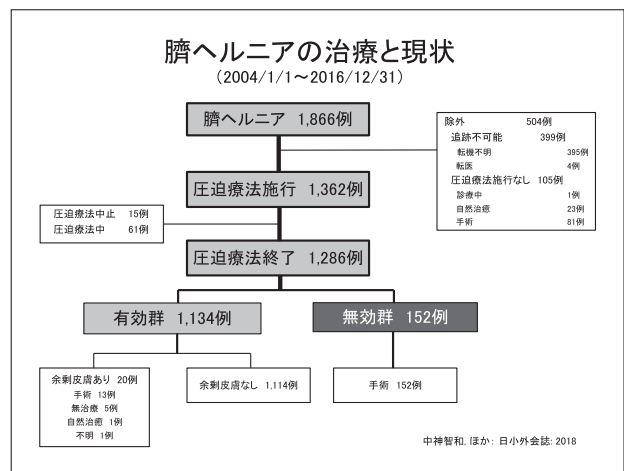 臍ヘルニアの治療と現状
（2004/1/1～2016/12/31）
臍ヘルニア 1,866例
除外 504例
追跡不可能 399例
転機不明 395例
転医 4例
圧迫療法施行なし 105例
診療中 1例
自然治癒 23例
手術 81例
圧迫療法施行 1,362例
圧迫療法中止 15例
圧迫療法中 61例
圧迫療法終了 1,286例
有効群 1,134例
無効群 152例
余剰皮膚あり 20例
手術 13例
無治療 5例
自然治癒 1例
不明 1例
余剰皮膚なし 1,114例
手術 152例
中神智和, ほか: 日小外会誌: 2018